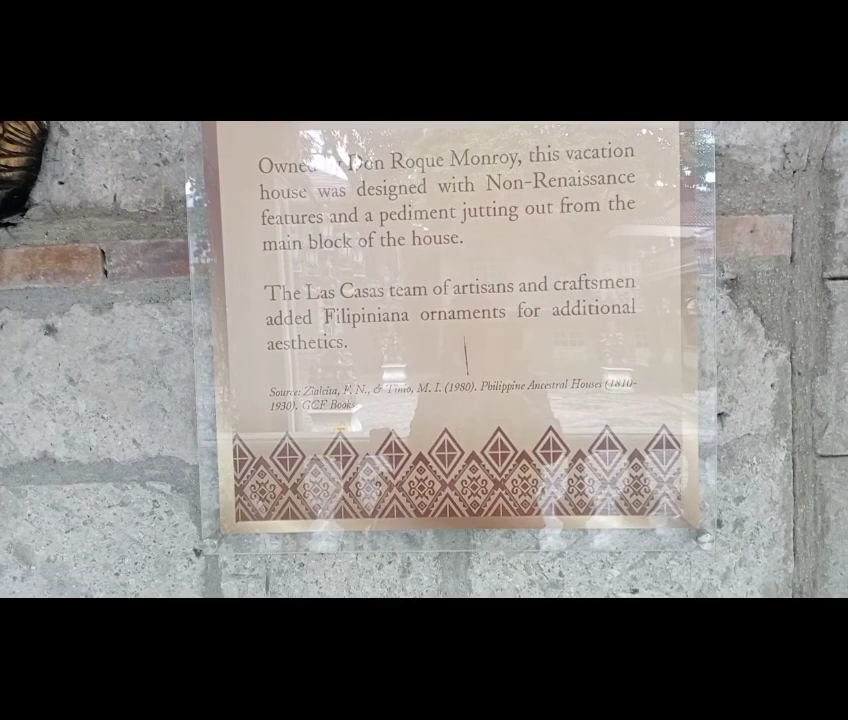 Owned by Don Roque Monroy, this vacation
house was designed with Non-Renaissance
features and a pediment jutting out from the
main block of the house.
The Las Casas team of artisans and craftsmen
added Filipiniana ornaments for additional
aesthetics.
Source: Zialcita, F. N., & Tinio, M. I. (1980). Philippine Ancestral Houses (1810-
1930). GCF Books